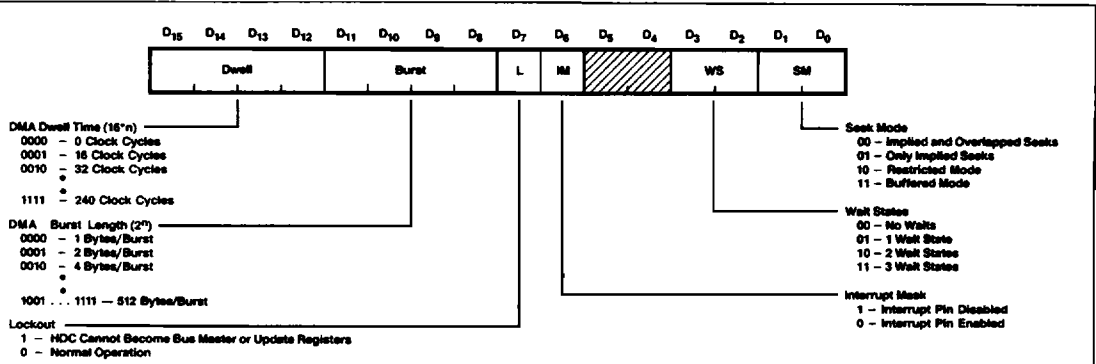 D15 D14 D13 D12 D11 D10 D9 D8 D7 D6 D5 D4 D3 D2 D1 D0
Dwell Burst L IM WS SM
DMA Dwell Time (16*n)
0000 – 0 Clock Cycles
0001 – 16 Clock Cycles
0010 – 32 Clock Cycles
1111 – 240 Clock Cycles
DMA Burst Length (2ⁿ)
0000 – 1 Bytes/Burst
0001 – 2 Bytes/Burst
0010 – 4 Bytes/Burst
1001 . . . 1111 — 512 Bytes/Burst
Lockout
1 – HDC Cannot Become Bus Master or Update Registers
0 – Normal Operation
Seek Mode
00 – Implied and Overlapped Seeks
01 – Only Implied Seeks
10 – Restricted Mode
11 – Buffered Mode
Wait States
00 – No Waits
01 – 1 Wait State
10 – 2 Wait States
11 – 3 Wait States
Interrupt Mask
1 – Interrupt Pin Disabled
0 – Interrupt Pin Enabled